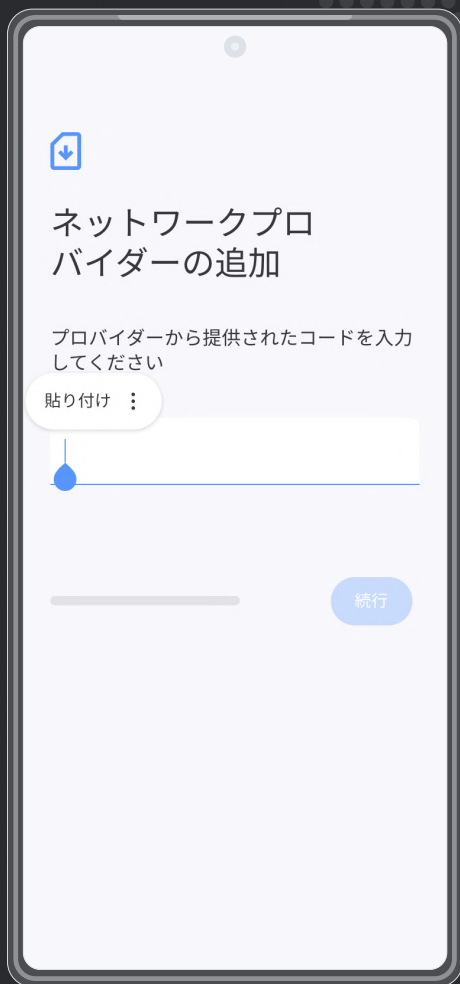 ネットワークプロ
バイダーの追加
プロバイダーから提供されたコードを入力
してください
貼り付け
続行